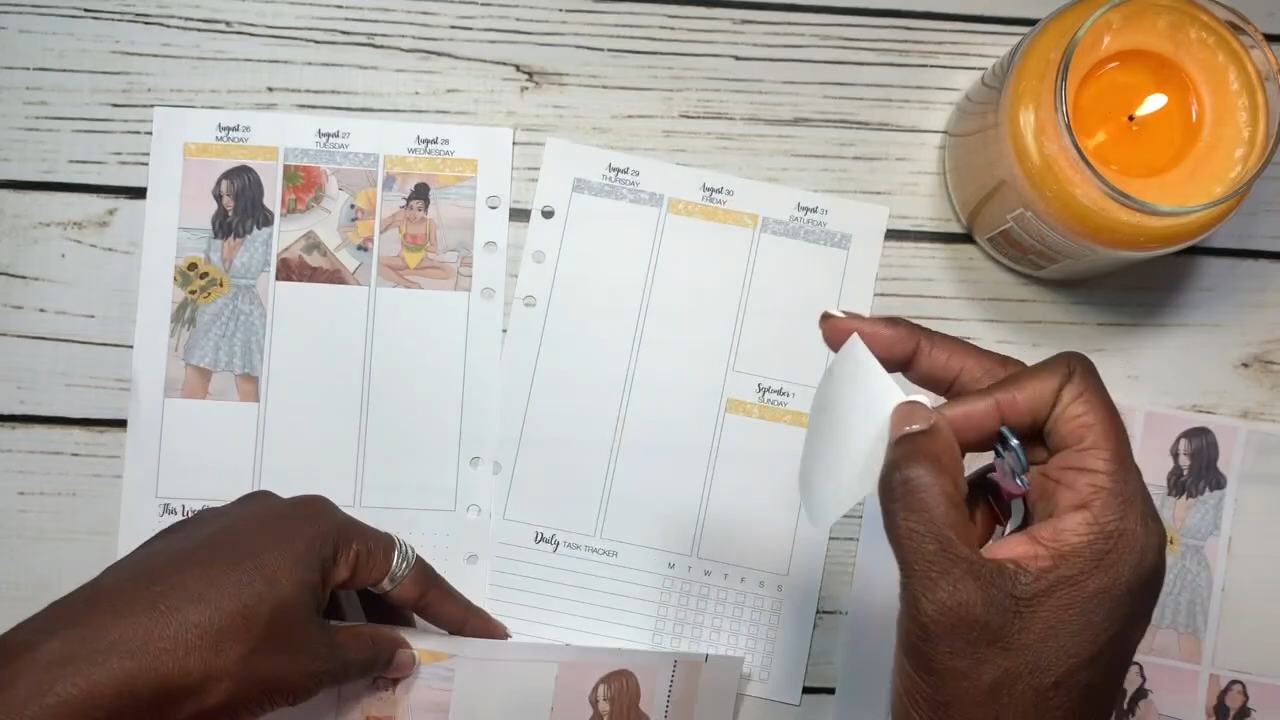 August 26
MONDAY
August 27
TUESDAY
August 28
WEDNESDAY
This
August 29
THURSDAY
August 30
FRIDAY
August 31
SATURDAY
September 1
SUNDAY
Daily TASK TRACKER
M T W T F S S